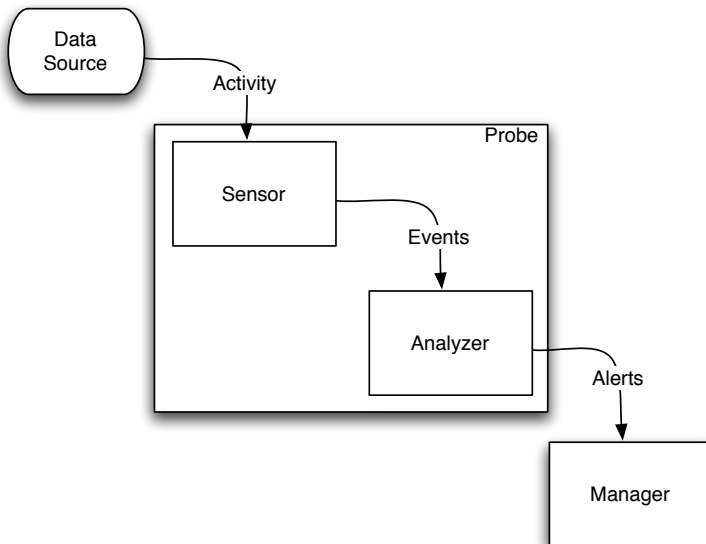 Data
Source
Activity
Probe
Sensor
Events
Analyzer
Alerts
Manager